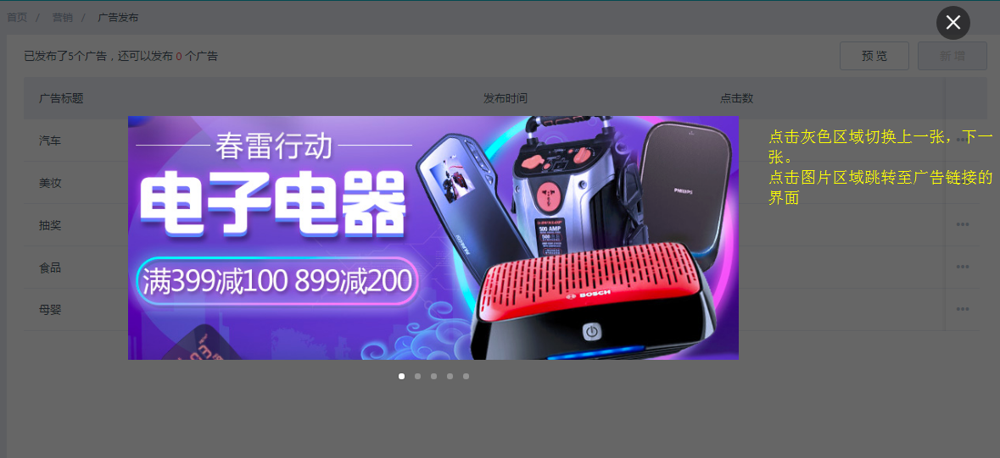 首页 / 营销 / 广告发布
已发布了5个广告，还可以发布 0 个广告
预 览
新 增
广告标题
发布时间
点击数
汽车
美妆
抽奖
食品
母婴
春雷行动
电子电器
满399减100 899减200
500 AMP
PHILIPS
BOSCH
点击灰色区域切换上一张，下一
张。
点击图片区域跳转至广告链接的
界面